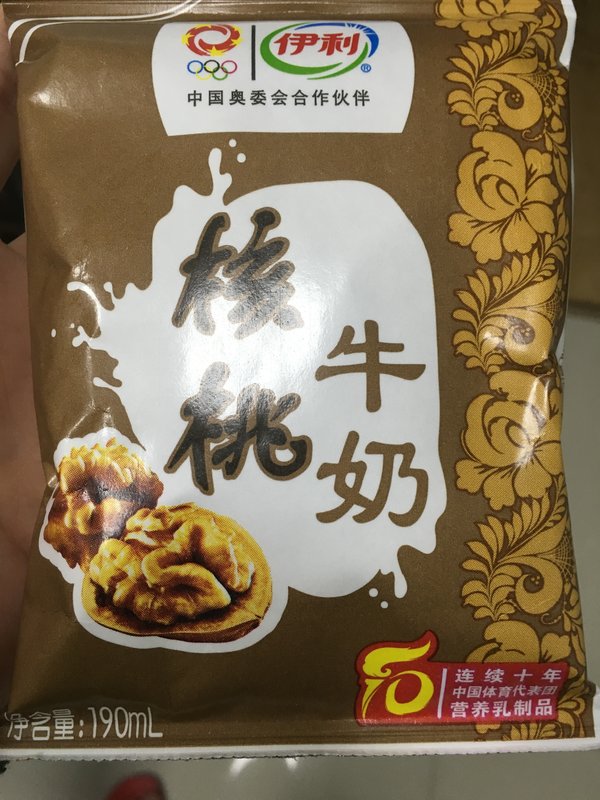 伊利®
中国奥委会合作伙伴
核桃
牛奶
连续十年
中国体育代表团
营养乳制品
净含量:190mL